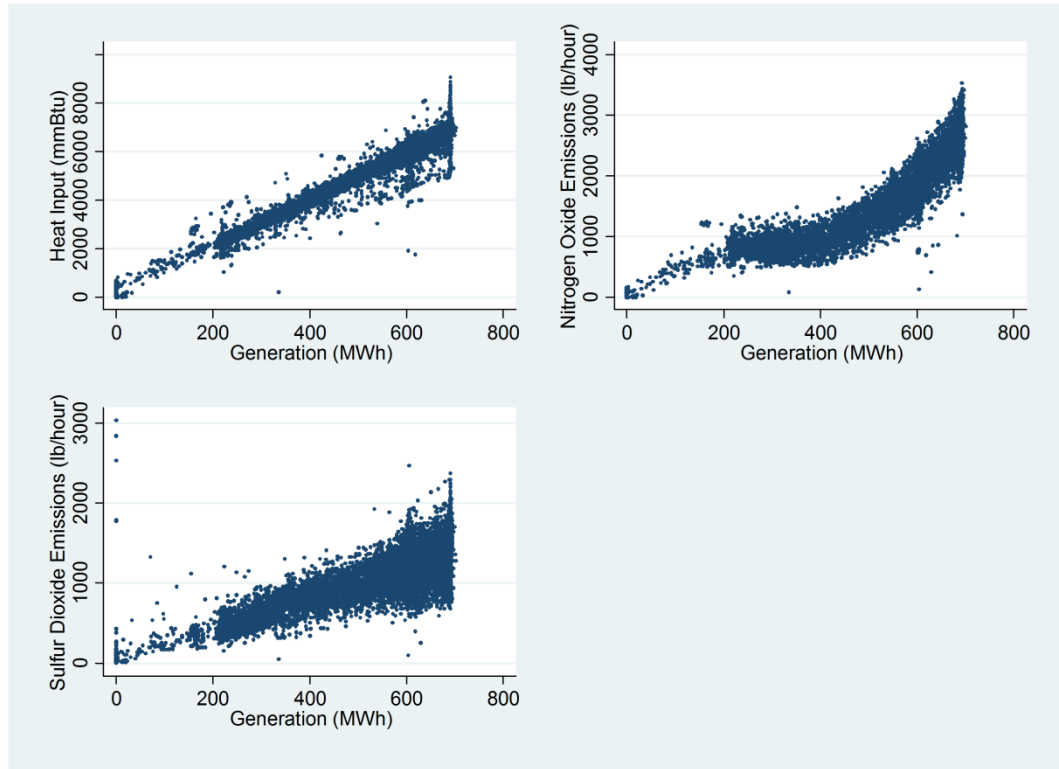 Heat Input (mmBtu)
0 2000 4000 6000 8000
0 200 400 600 800
Generation (MWh)
Nitrogen Oxide Emissions (lb/hour)
0 1000 2000 3000 4000
0 200 400 600 800
Generation (MWh)
Sulfur Dioxide Emissions (lb/hour)
0 1000 2000 3000
0 200 400 600 800
Generation (MWh)